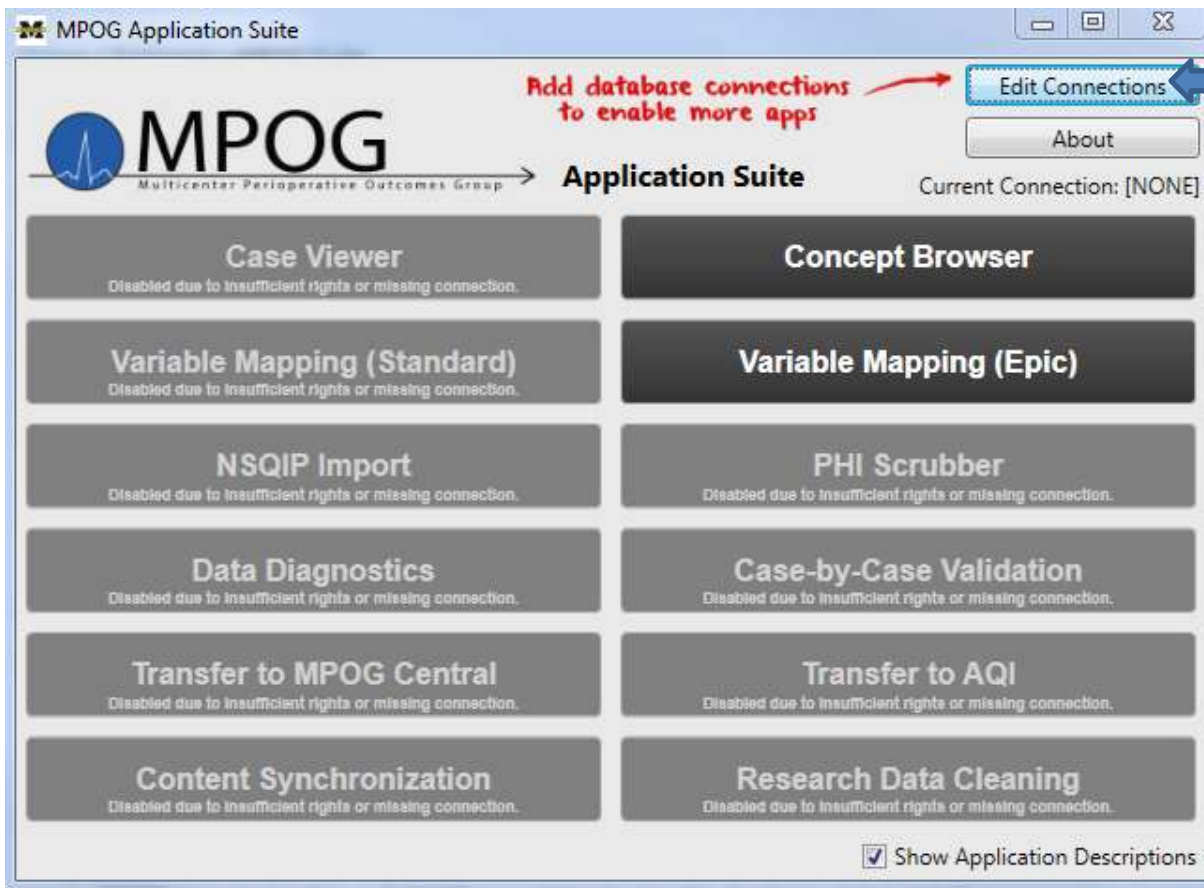 MPOG Application Suite
Add database connections
to enable more apps
Edit Connections
About
MPOG
Multicenter Perioperative Outcomes Group
Application Suite
Current Connection: [NONE]
Case Viewer
Disabled due to insufficient rights or missing connection.
Concept Browser
Variable Mapping (Standard)
Disabled due to insufficient rights or missing connection.
Variable Mapping (Epic)
NSQIP Import
Disabled due to insufficient rights or missing connection.
PHI Scrubber
Disabled due to insufficient rights or missing connection.
Data Diagnostics
Disabled due to insufficient rights or missing connection.
Case-by-Case Validation
Disabled due to insufficient rights or missing connection.
Transfer to MPOG Central
Disabled due to insufficient rights or missing connection.
Transfer to AQI
Disabled due to insufficient rights or missing connection.
Content Synchronization
Disabled due to insufficient rights or missing connection.
Research Data Cleaning
Disabled due to insufficient rights or missing connection.
Show Application Descriptions